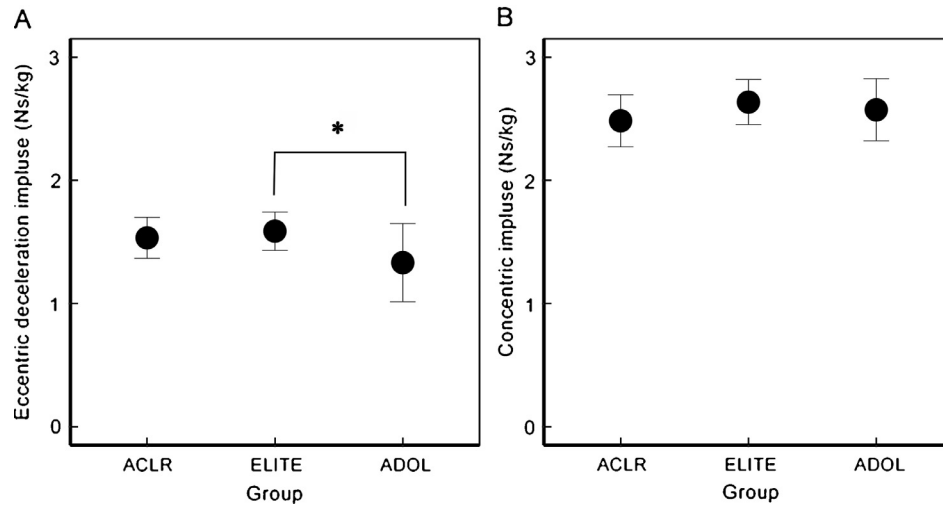 A
Eccentric deceleration impluse (Ns/kg)
3
2
1
0
*
ACLR ELITE ADOL
Group
B
Concentric impluse (Ns/kg)
3
2
1
0
ACLR ELITE ADOL
Group